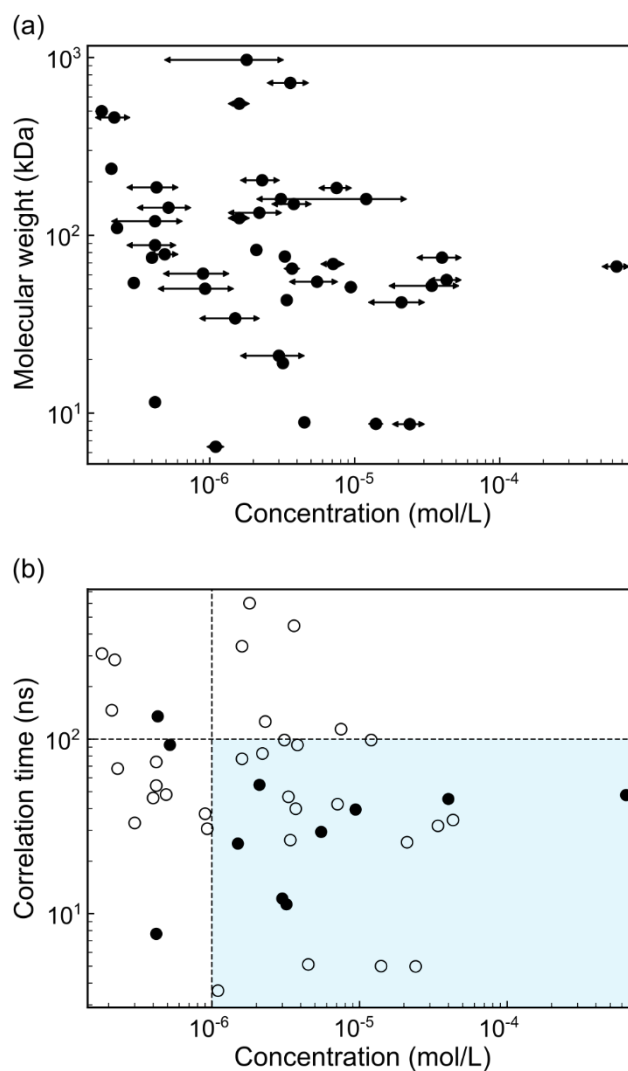 (a)
10³
10²
10¹
Molecular weight (kDa)
10⁻⁶
10⁻⁵
10⁻⁴
Concentration (mol/L)
(b)
10²
10¹
Correlation time (ns)
10⁻⁶
10⁻⁵
10⁻⁴
Concentration (mol/L)